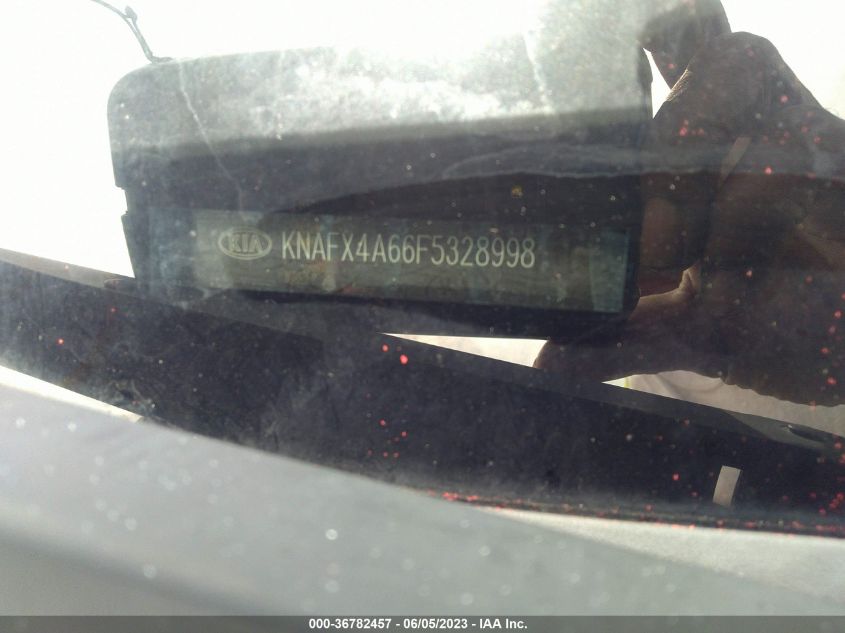 KIA KNAFX4A66F5328998
000-36782457 - 06/05/2023 - IAA Inc.